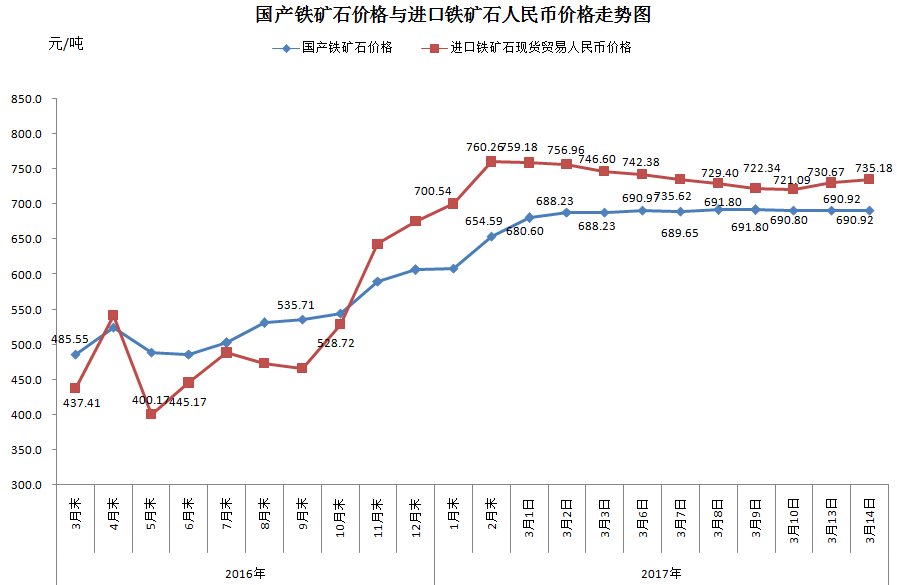 国产铁矿石价格与进口铁矿石人民币价格走势图
元/吨
国产铁矿石价格 进口铁矿石现货贸易人民币价格
850.0
800.0
750.0
700.0
650.0
600.0
550.0
500.0
450.0
400.0
350.0
300.0
760.26 759.18 756.96 746.60 742.38 735.62 729.40 722.34 721.09 730.67 735.18
700.54 654.59 680.60 688.23 688.23 690.97 689.65 691.80 691.80 690.80 690.92 690.92
485.55 535.71 528.72
437.41 400.17 445.17
3月末 4月末 5月末 6月末 7月末 8月末 9月末 10月末 11月末 12月末 1月末 2月末 3月1日 3月2日 3月3日 3月6日 3月7日 3月8日 3月9日 3月10日 3月13日 3月14日
2016年 2017年